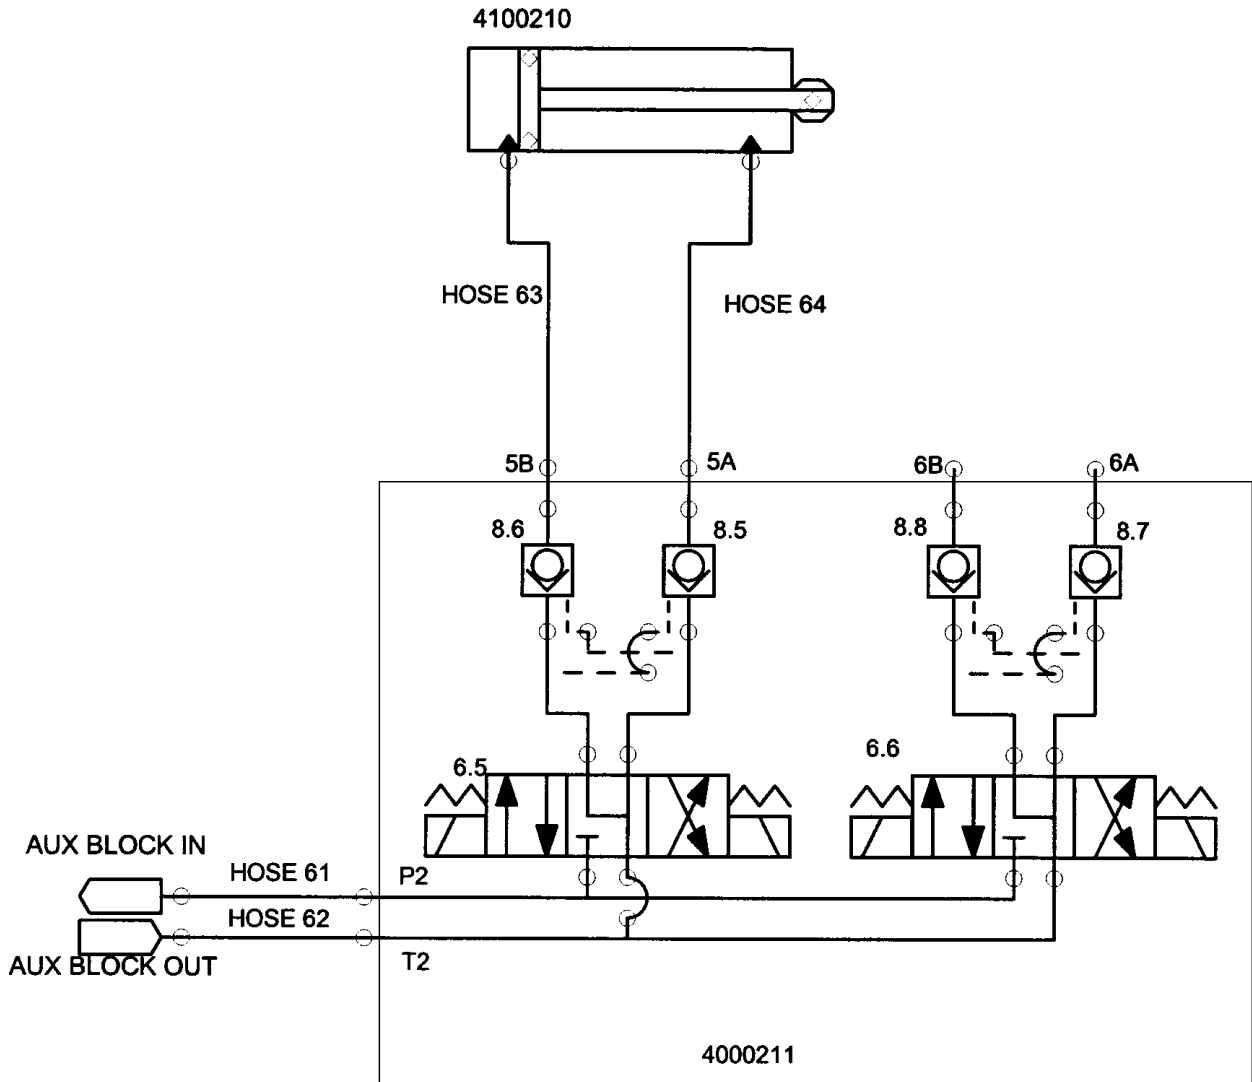 4100210
HOSE 63
HOSE 64
5B
5A
6B
6A
8.6
8.5
8.8
8.7
6.5
6.6
AUX BLOCK IN
HOSE 61
P2
HOSE 62
AUX BLOCK OUT
T2
4000211